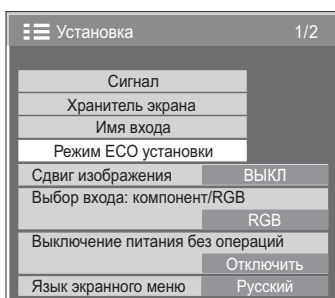 Установка 1/2
Сигнал
Хранитель экрана
Имя входа
Режим ECO установки
Сдвиг изображения ВЫКЛ
Выбор входа: компонент/RGB
RGB
Выключение питания без операций
Отключить
Язык экранного меню Русский